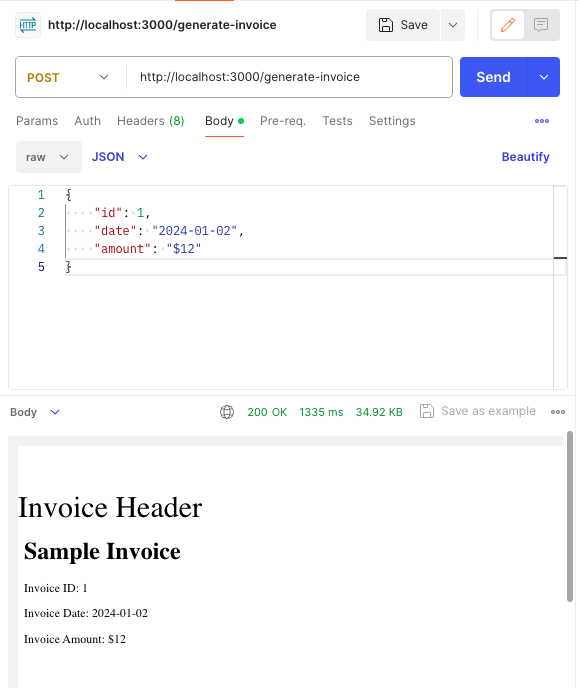 HTTP http://localhost:3000/generate-invoice Save
POST http://localhost:3000/generate-invoice Send
Params Auth Headers (8) Body Pre-req. Tests Settings
raw JSON Beautify
1 {
2 "id": 1,
3 "date": "2024-01-02",
4 "amount": "$12"
5 }
Body 200 OK 1335 ms 34.92 KB Save as example
Invoice Header
Sample Invoice
Invoice ID: 1
Invoice Date: 2024-01-02
Invoice Amount: $12